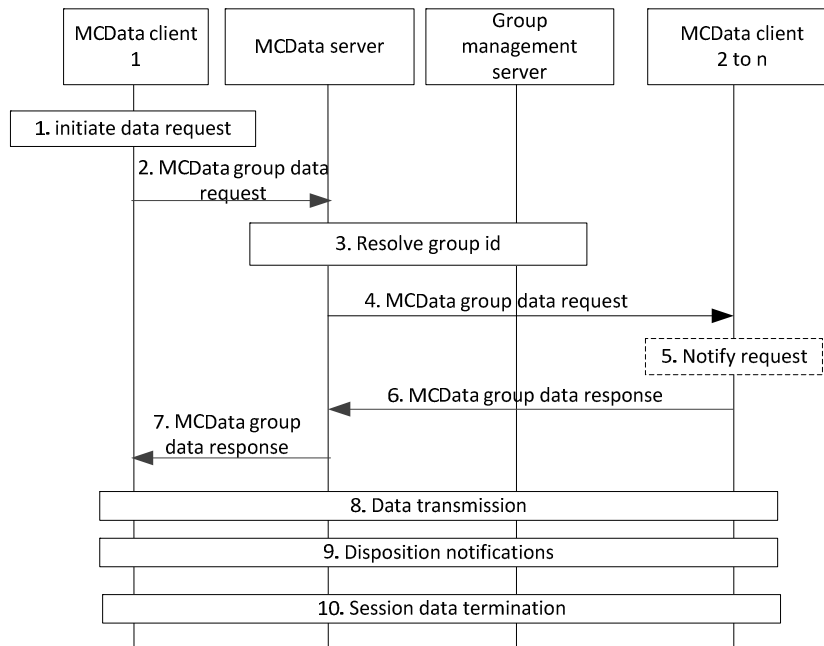 MCData client
1
MCData server
Group
management
server
MCData client
2 to n
1. initiate data request
2. MCData group data
request
3. Resolve group id
4. MCData group data request
5. Notify request
6. MCData group data response
7. MCData group
data response
8. Data transmission
9. Disposition notifications
10. Session data termination